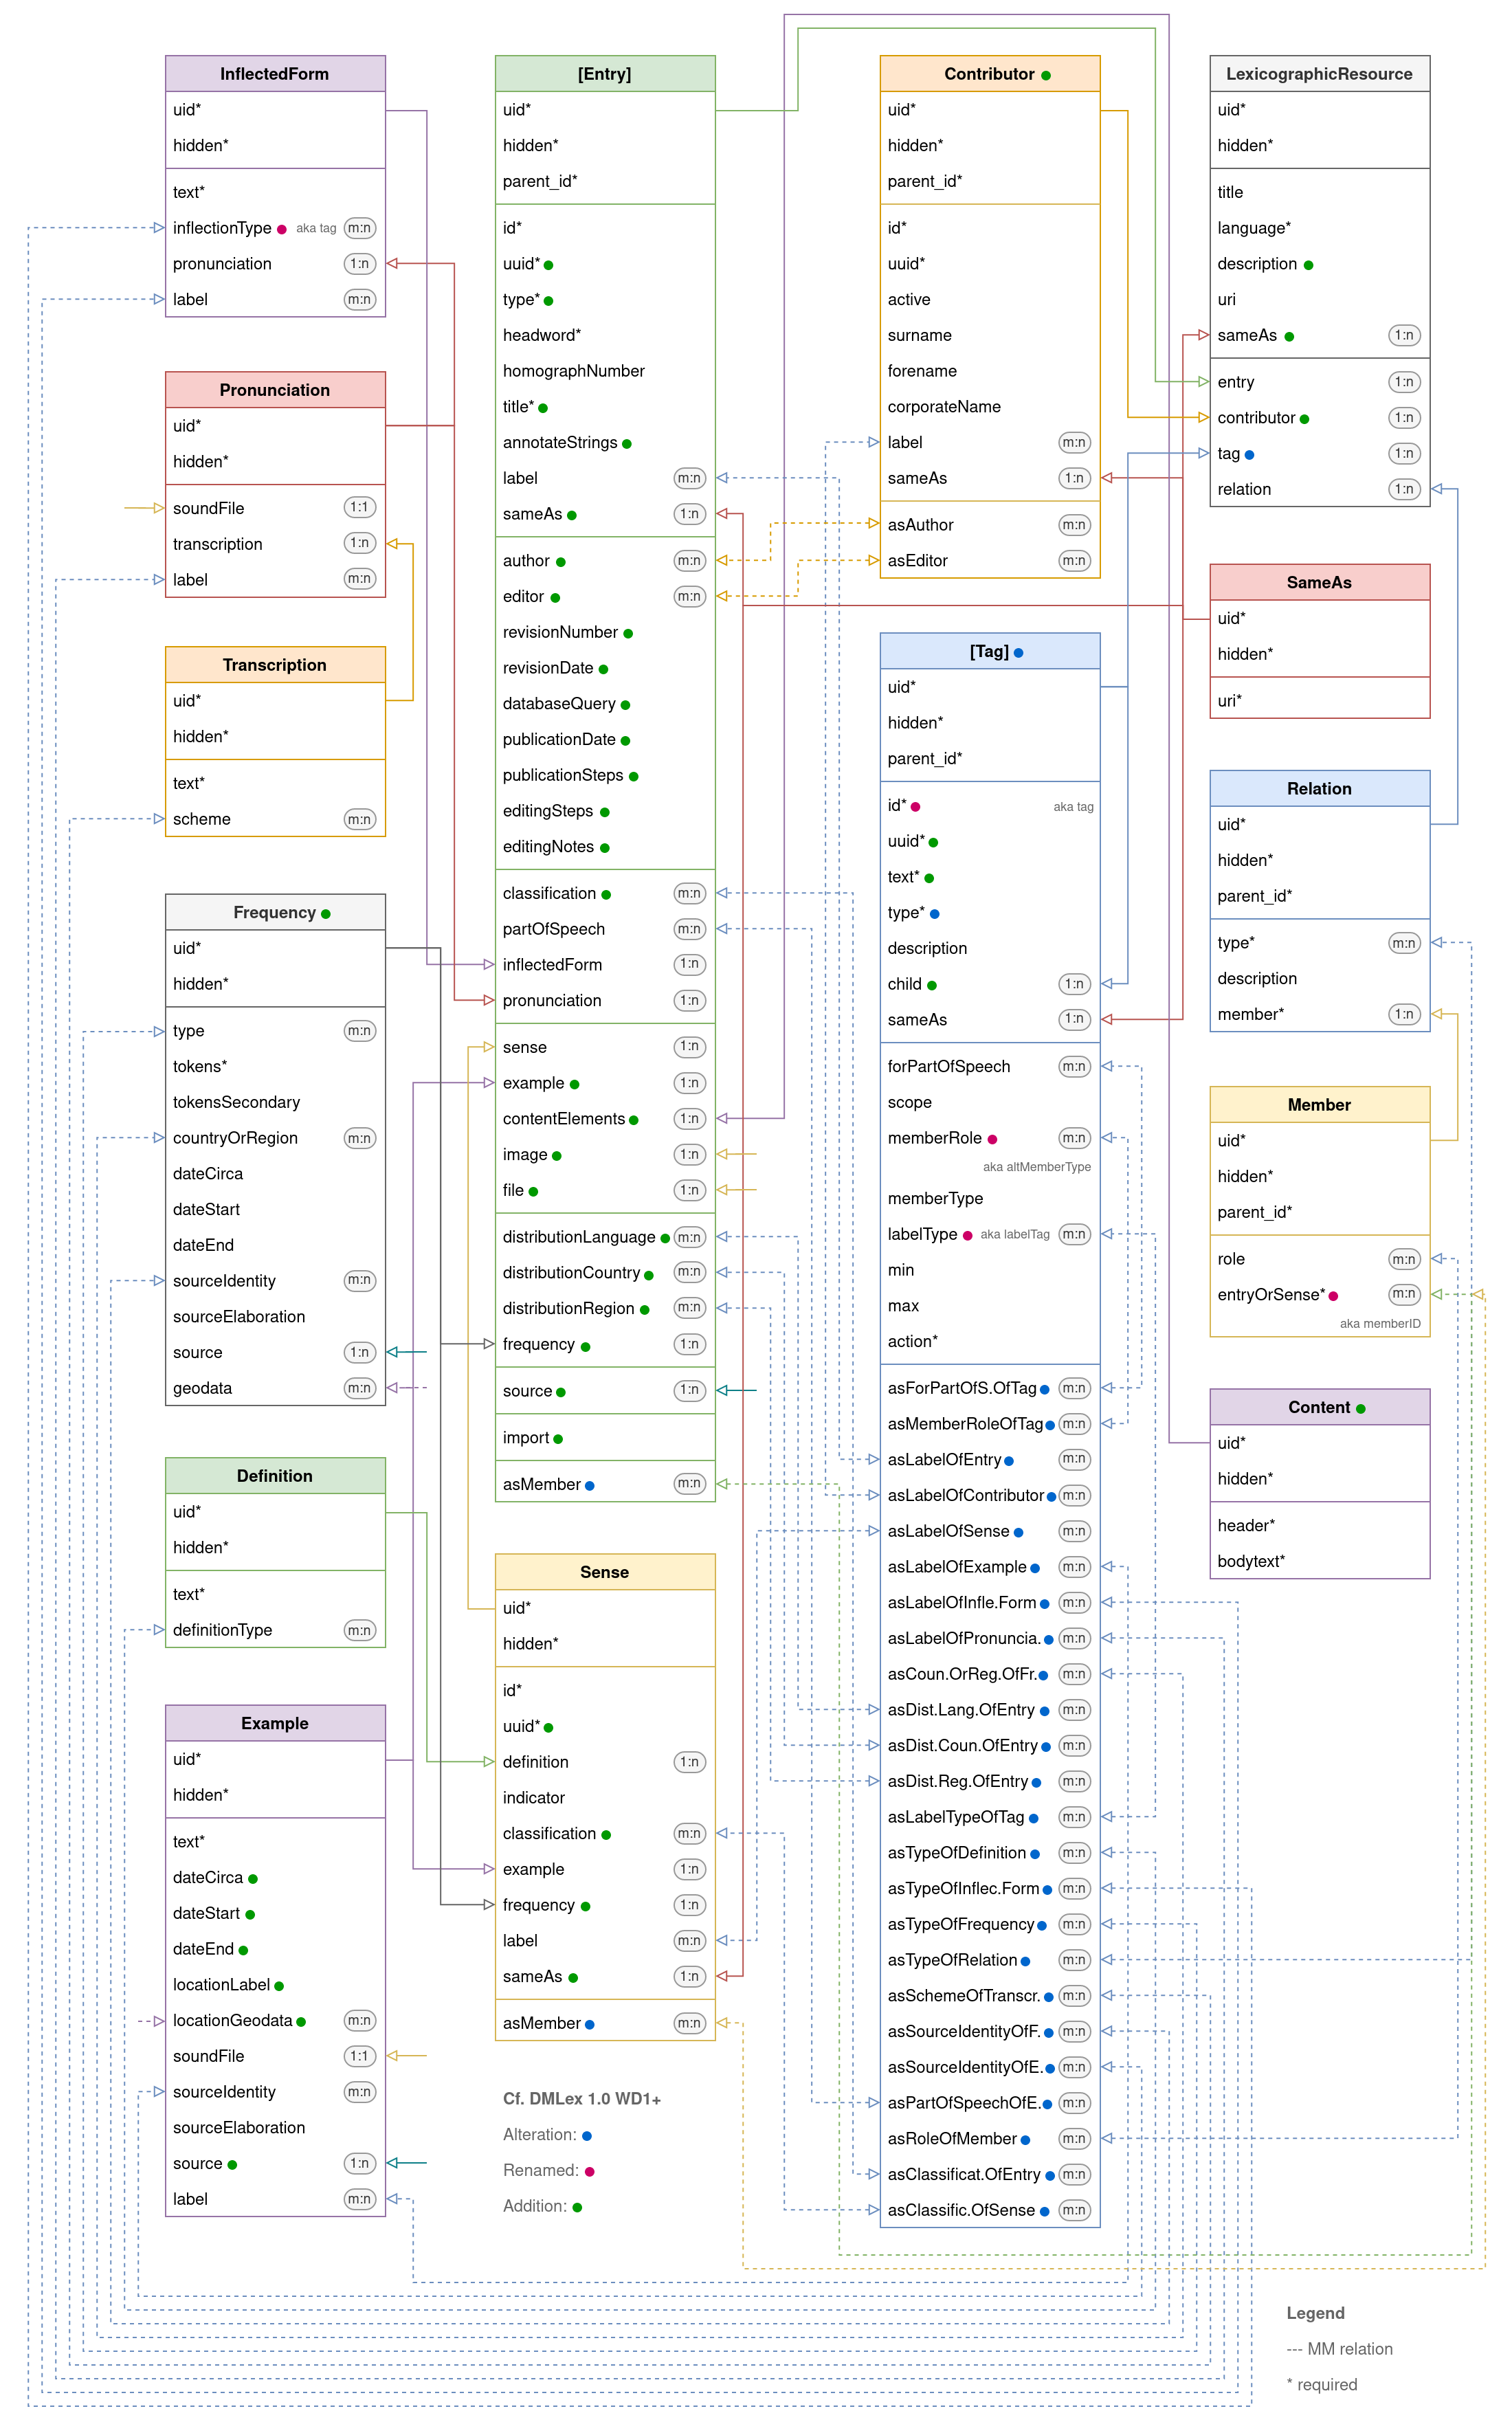 InflectedForm
uid*
hidden*
text*
inflectionType aka tag m:n
pronunciation 1:n
label m:n
Pronunciation
uid*
hidden*
soundFile 1:1
transcription 1:n
label m:n
Transcription
uid*
hidden*
text*
scheme m:n
Frequency
uid*
hidden*
type m:n
tokens*
tokensSecondary
countryOrRegion m:n
dateCirca
dateStart
dateEnd
sourceIdentity m:n
sourceElaboration
source 1:n
geodata m:n
Definition
uid*
hidden*
text*
definitionType m:n
Example
uid*
hidden*
text*
dateCirca
dateStart
dateEnd
locationLabel
locationGeodata m:n
soundFile 1:1
sourceIdentity m:n
sourceElaboration
source 1:n
label m:n
[Entry]
uid*
hidden*
parent_id*
id*
uuid*
type*
headword*
homographNumber
title*
annotateStrings
label m:n
sameAs 1:n
author m:n
editor m:n
revisionNumber
revisionDate
databaseQuery
publicationDate
publicationSteps
editingSteps
editingNotes
classification m:n
partOfSpeech m:n
inflectedForm 1:n
pronunciation 1:n
sense 1:n
example 1:n
contentElements 1:n
image 1:n
file 1:n
distributionLanguage m:n
distributionCountry m:n
distributionRegion m:n
frequency 1:n
source 1:n
import
asMember m:n
Sense
uid*
hidden*
id*
uuid*
definition 1:n
indicator
classification m:n
example 1:n
frequency 1:n
label m:n
sameAs 1:n
asMember m:n
Cf. DMLex 1.0 WD1+
Alteration:
Renamed:
Addition:
Contributor
uid*
hidden*
parent_id*
id*
uuid*
active
surname
forename
corporateName
label m:n
sameAs 1:n
asAuthor m:n
asEditor m:n
[Tag]
uid*
hidden*
parent_id*
id* aka tag
uuid*
text*
type*
description
child 1:n
sameAs 1:n
forPartOfSpeech m:n
scope
memberRole m:n
aka altMemberType
memberType
labelType aka labelTag m:n
min
max
action*
asForPartOfS.OfTag m:n
asMemberRoleOfTag m:n
asLabelOfEntry m:n
asLabelOfContributor m:n
asLabelOfSense m:n
asLabelOfExample m:n
asLabelOfInfle.Form m:n
asLabelOfPronuncia. m:n
asCoun.OrReg.OfFr. m:n
asDist.Lang.OfEntry m:n
asDist.Coun.OfEntry m:n
asDist.Reg.OfEntry m:n
asLabelTypeOfTag m:n
asTypeOfDefinition m:n
asTypeOfInflec.Form m:n
asTypeOfFrequency m:n
asTypeOfRelation m:n
asSchemeOfTranscr. m:n
asSourceIdentityOfF. m:n
asSourceIdentityOfE. m:n
asPartOfSpeechOfE. m:n
asRoleOfMember m:n
asClassificat.OfEntry m:n
asClassific.OfSense m:n
LexicographicResource
uid*
hidden*
title
language*
description
uri
sameAs 1:n
entry 1:n
contributor 1:n
tag 1:n
relation 1:n
SameAs
uid*
hidden*
uri*
Relation
uid*
hidden*
parent_id*
type* m:n
description
member* 1:n
Member
uid*
hidden*
parent_id*
role m:n
entryOrSense* m:n
aka memberID
Content
uid*
hidden*
header*
bodytext*
Legend
--- MM relation
* required